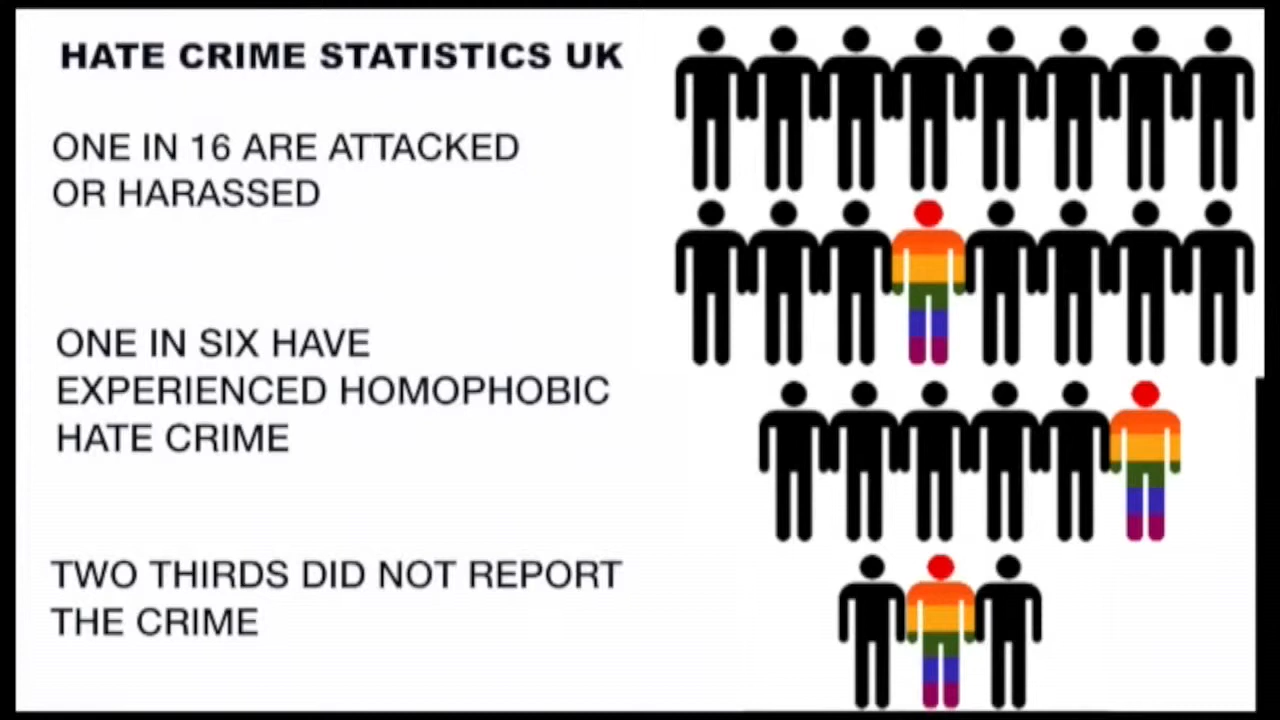 HATE CRIME STATISTICS UK
ONE IN 16 ARE ATTACKED
OR HARASSED
ONE IN SIX HAVE
EXPERIENCED HOMOPHOBIC
HATE CRIME
TWO THIRDS DID NOT REPORT
THE CRIME